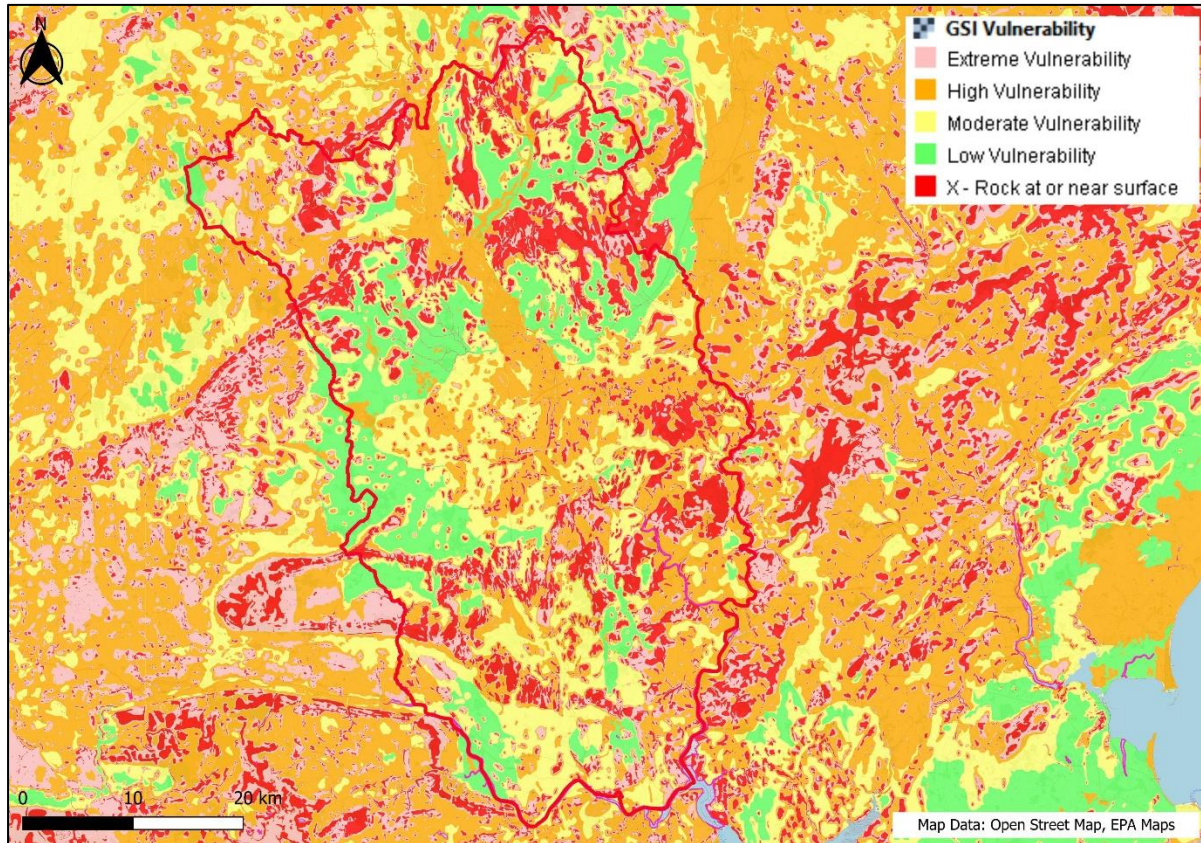 N
GSI Vulnerability
Extreme Vulnerability
High Vulnerability
Moderate Vulnerability
Low Vulnerability
X - Rock at or near surface
0 10 20 km
Map Data: Open Street Map, EPA Maps